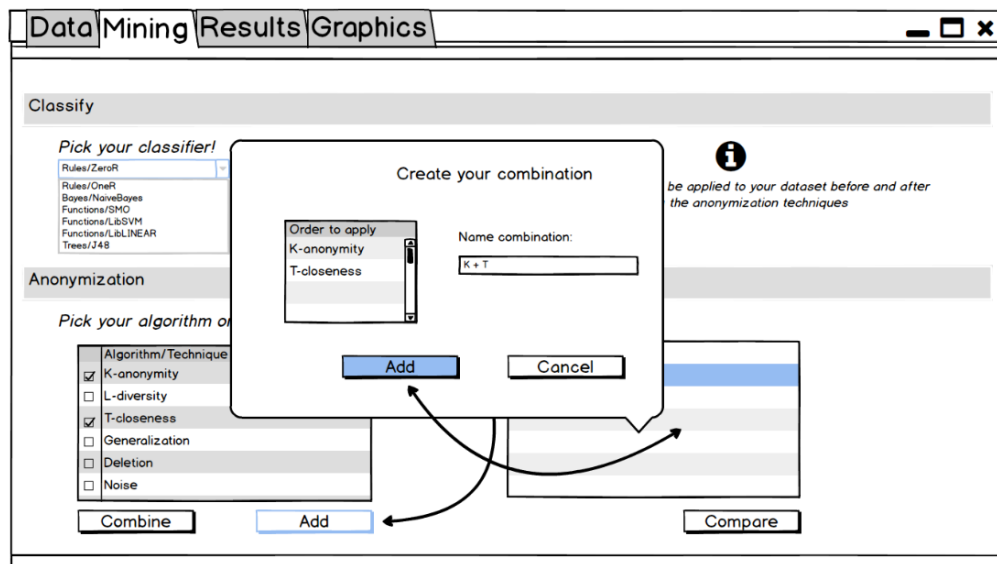 Data Mining Results Graphics
Classify
Pick your classifier!
Rules/ZeroR
Rules/OneR
Bayes/NaiveBayes
Functions/SMO
Functions/LibSVM
Functions/LibLINEAR
Trees/J48
be applied to your dataset before and after
the anonymization techniques
Create your combination
Order to apply
K-anonymity
T-closeness
Name combination:
K + T
Add Cancel
Anonymization
Pick your algorithm
Algorithm/Technique
K-anonymity
L-diversity
T-closeness
Generalization
Deletion
Noise
Combine Add Compare